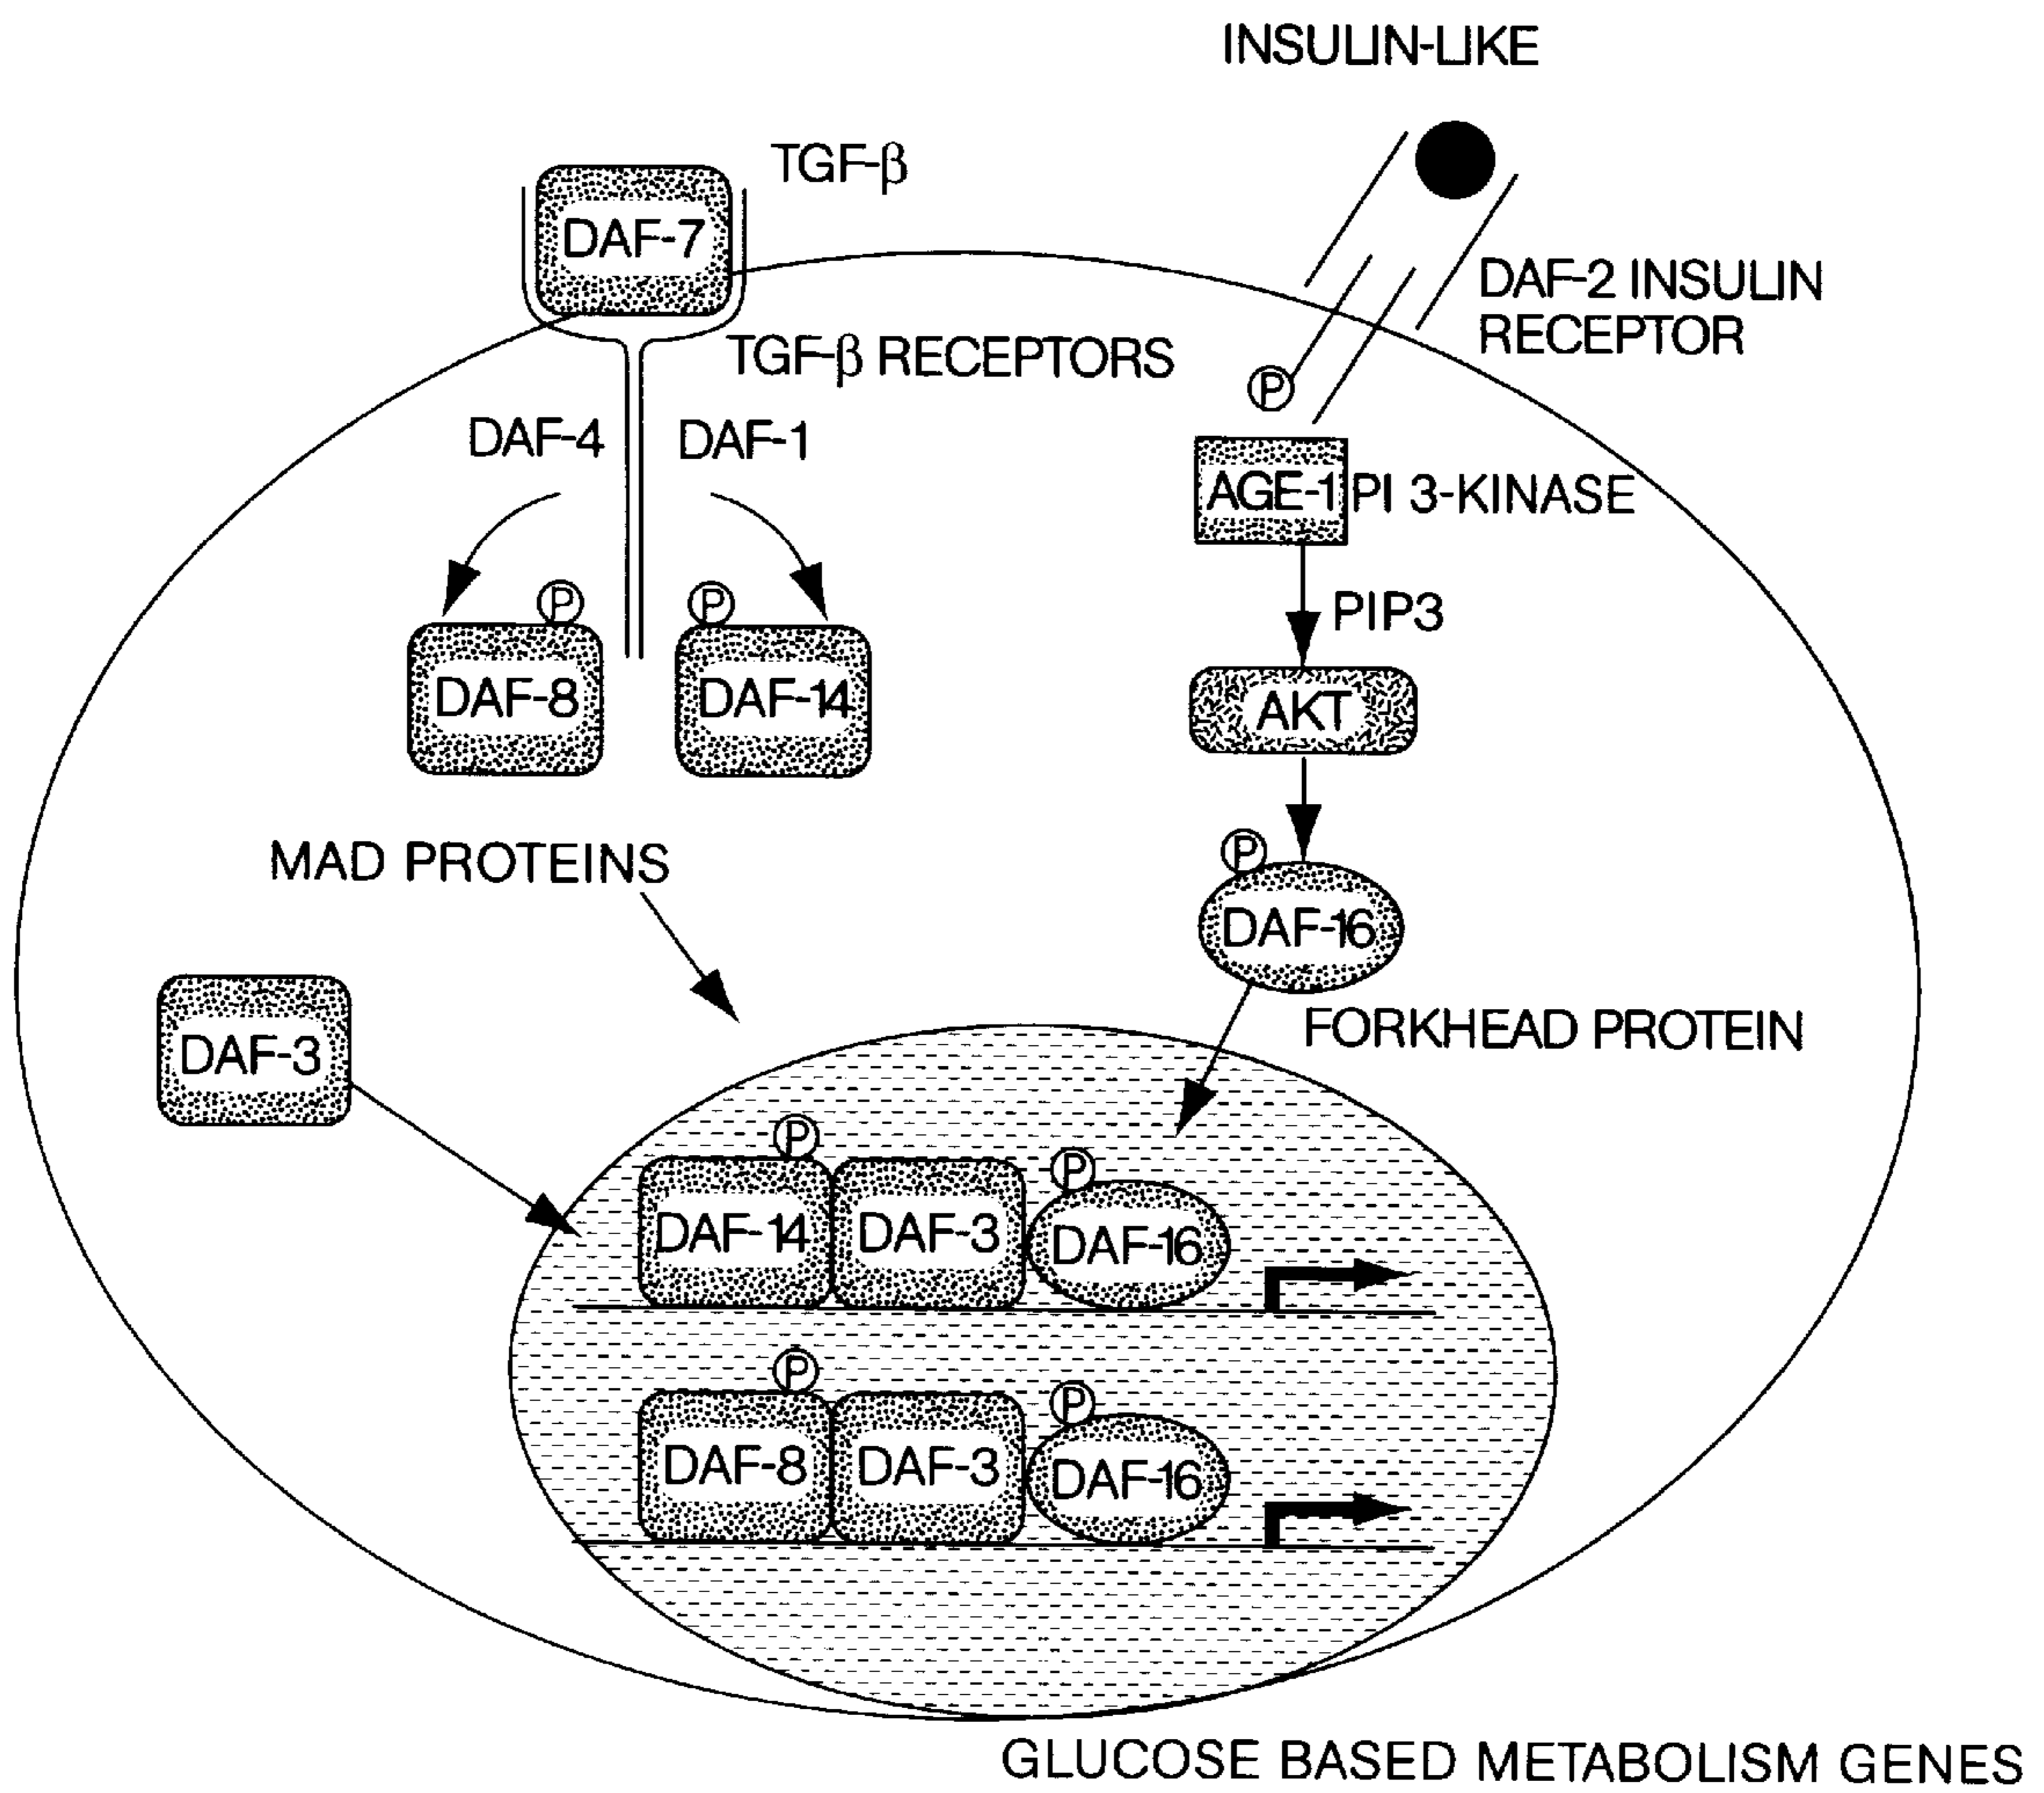 INSULIN-LIKE
TGF-β
DAF-7
DAF-2 INSULIN
RECEPTOR
TGF-β RECEPTORS
P
DAF-4
DAF-1
AGE-1
PI 3-KINASE
P
P
PIP3
DAF-8
DAF-14
AKT
P
MAD PROTEINS
DAF-16
FORKHEAD PROTEIN
DAF-3
P
P
DAF-14
DAF-3
DAF-16
P
P
DAF-8
DAF-3
DAF-16
GLUCOSE BASED METABOLISM GENES